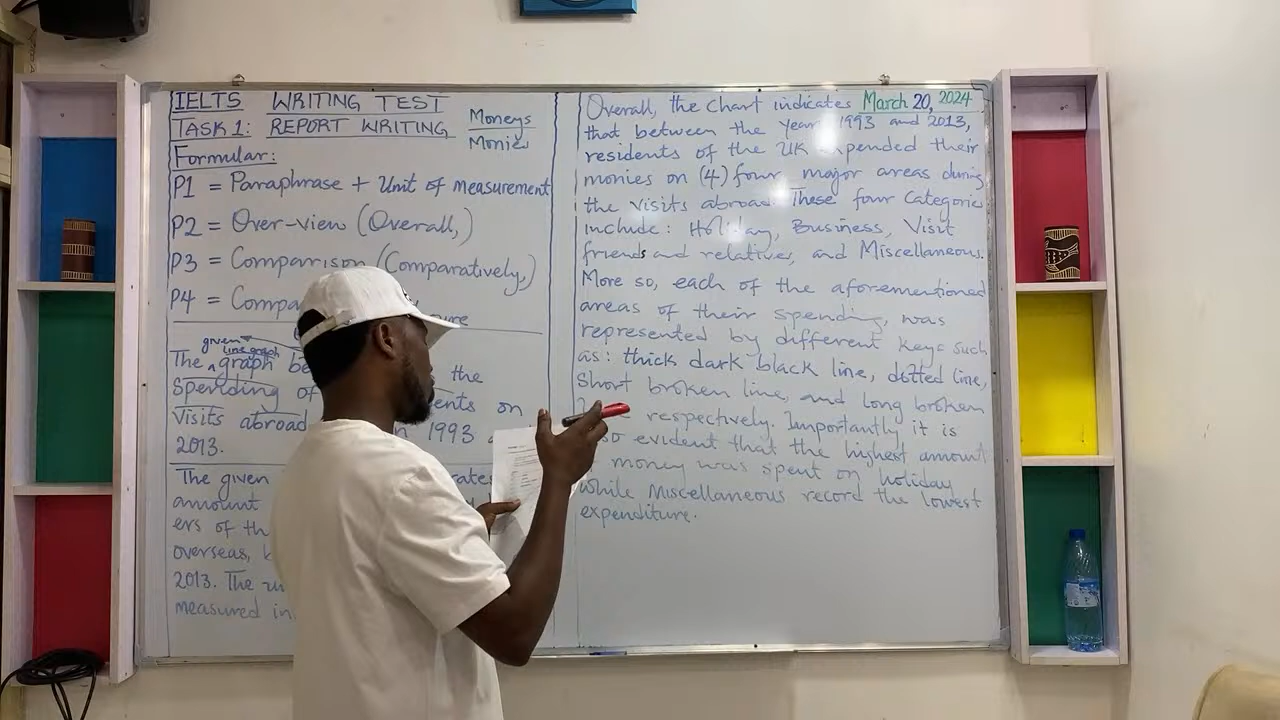 IELTS WRITING TEST
TASK 1: REPORT WRITING
Moneys
Monies
Formular:
P1 = Paraphrase + Unit of measurement
P2 = Over-view (Overall,)
P3 = Comparison (Comparatively,)
P4 =
given
line graph
The graph the
Spending of on
Visits abroad 1993
2013.
The given
amount
ers of
overseas,
2013. The
measured in
March 20, 2024
Overall, the Chart indicates
that between the year 1993 and 2013,
residents of the UK expended their
monies on (4) four major areas during
the visits abroad. These four Categories
include: Holiday, Business, Visit
friends and relatives, and Miscellaneous.
More so, each of the aforementioned
areas of their spending, was
represented by different keys such
as: thick dark black line, dotted line,
Short broken line, and long broken
respectively. Importantly it is
evident that the highest amount
money was spent on holiday
while Miscellaneous record the lowest
expenditure.